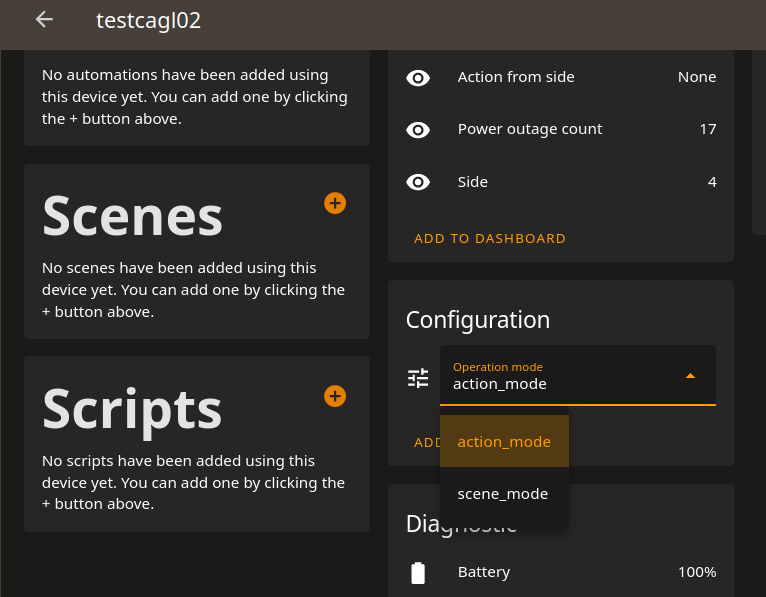 testcagl02
No automations have been added using
this device yet. You can add one by clicking
the + button above.
Scenes
No scenes have been added using this
device yet. You can add one by clicking the
+ button above.
Scripts
No scripts have been added using this
device yet. You can add one by clicking the
+ button above.
Action from side None
Power outage count 17
Side 4
ADD TO DASHBOARD
Configuration
Operation mode
action_mode
ADD
action_mode
scene_mode
Diagnostic
Battery 100%